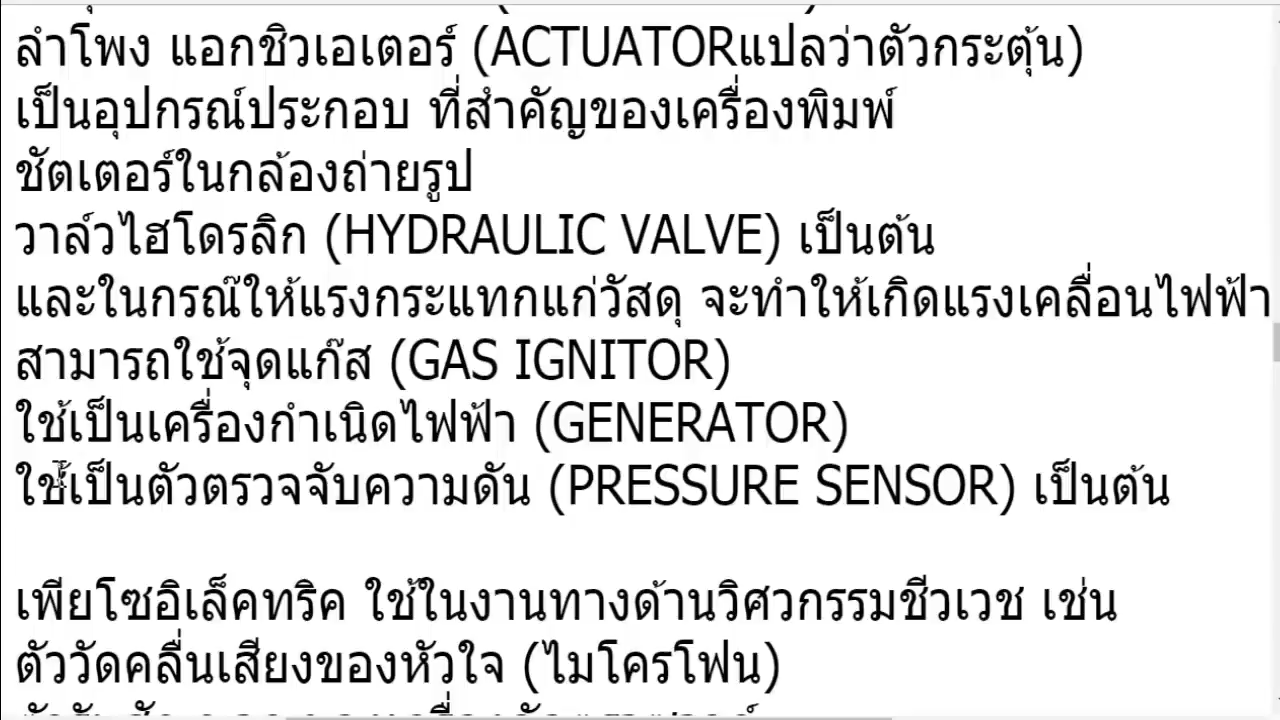 ลำโพง แอกชิวเอเตอร์ (ACTUATORแปลว่าตัวกระตุ้น)
เป็นอุปกรณ์ประกอบ ที่สำคัญของเครื่องพิมพ์
ชัตเตอร์ในกล้องถ่ายรูป
วาล์วไฮโดรลิก (HYDRAULIC VALVE) เป็นต้น
และในกรณีให้แรงกระแทกแก่วัสดุ จะทำให้เกิดแรงเคลื่อนไฟฟ้า
สามารถใช้จุดแก๊ส (GAS IGNITOR)
ใช้เป็นเครื่องกำเนิดไฟฟ้า (GENERATOR)
ใช้เป็นตัวตรวจจับความดัน (PRESSURE SENSOR) เป็นต้น
เพียโซอิเล็คทริค ใช้ในงานทางด้านวิศวกรรมชีวเวช เช่น
ตัววัดคลื่นเสียงของหัวใจ (ไมโครโฟน)